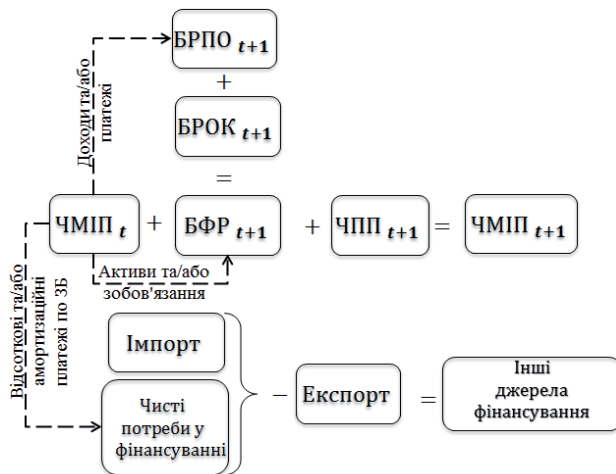 БРПО t+1
+
Доходи та/або
платежі
БРОК t+1
=
ЧМІП t + БФР t+1 + ЧПП t+1 = ЧМІП t+1
Активи та/або
зобов'язання
Відсоткові та/або
амортизаційні
платежі по ЗБ
Імпорт
Чисті
потреби у
фінансуванні
− Експорт =
Інші
джерела
фінансування